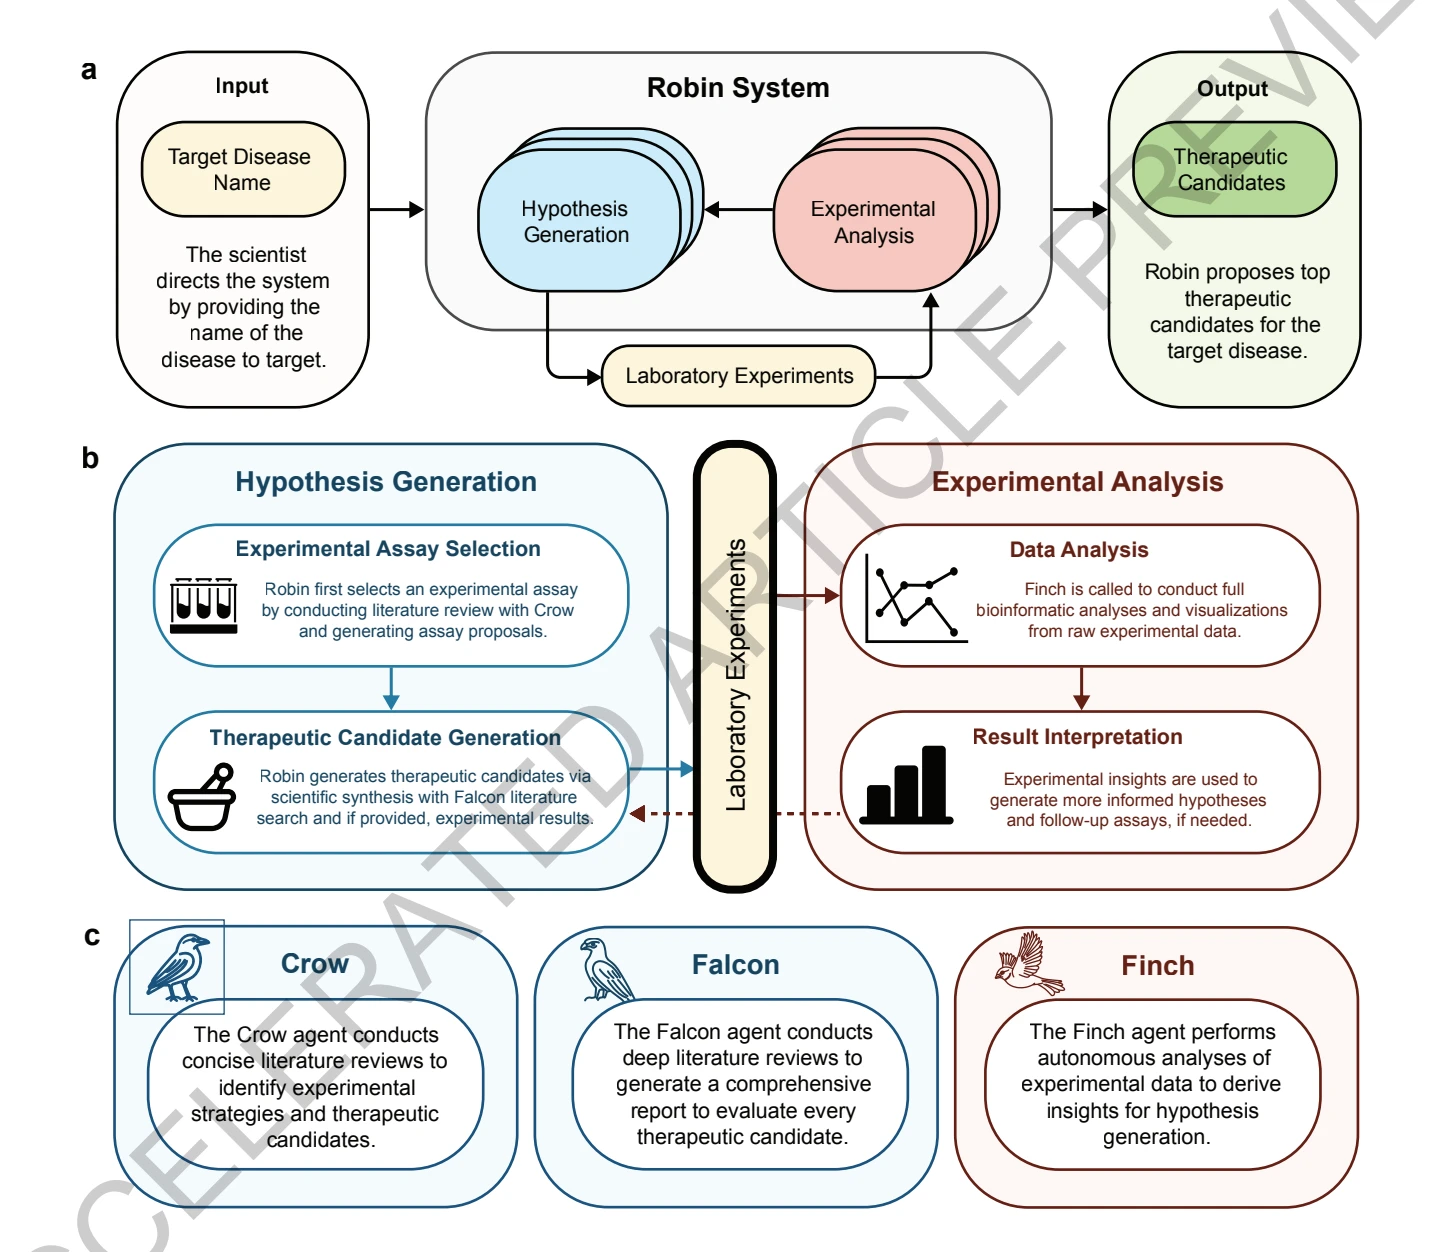 a
Input
Target Disease
Name
The scientist
directs the system
by providing the
name of the
disease to target.
Robin System
Hypothesis
Generation
Experimental
Analysis
Laboratory Experiments
Output
Therapeutic
Candidates
Robin proposes top
therapeutic
candidates for the
target disease.
b
Hypothesis Generation
Experimental Assay Selection
Robin first selects an experimental assay
by conducting literature review with Crow
and generating assay proposals.
Therapeutic Candidate Generation
Robin generates therapeutic candidates via
scientific synthesis with Falcon literature
search and if provided, experimental results.
Laboratory Experiments
Experimental Analysis
Data Analysis
Finch is called to conduct full
bioinformatic analyses and visualizations
from raw experimental data.
Result Interpretation
Experimental insights are used to
generate more informed hypotheses
and follow-up assays, if needed.
c
Crow
The Crow agent conducts
concise literature reviews to
identify experimental
strategies and therapeutic
candidates.
Falcon
The Falcon agent conducts
deep literature reviews to
generate a comprehensive
report to evaluate every
therapeutic candidate.
Finch
The Finch agent performs
autonomous analyses of
experimental data to derive
insights for hypothesis
generation.
CCELERATED ARTICLE PREVIE